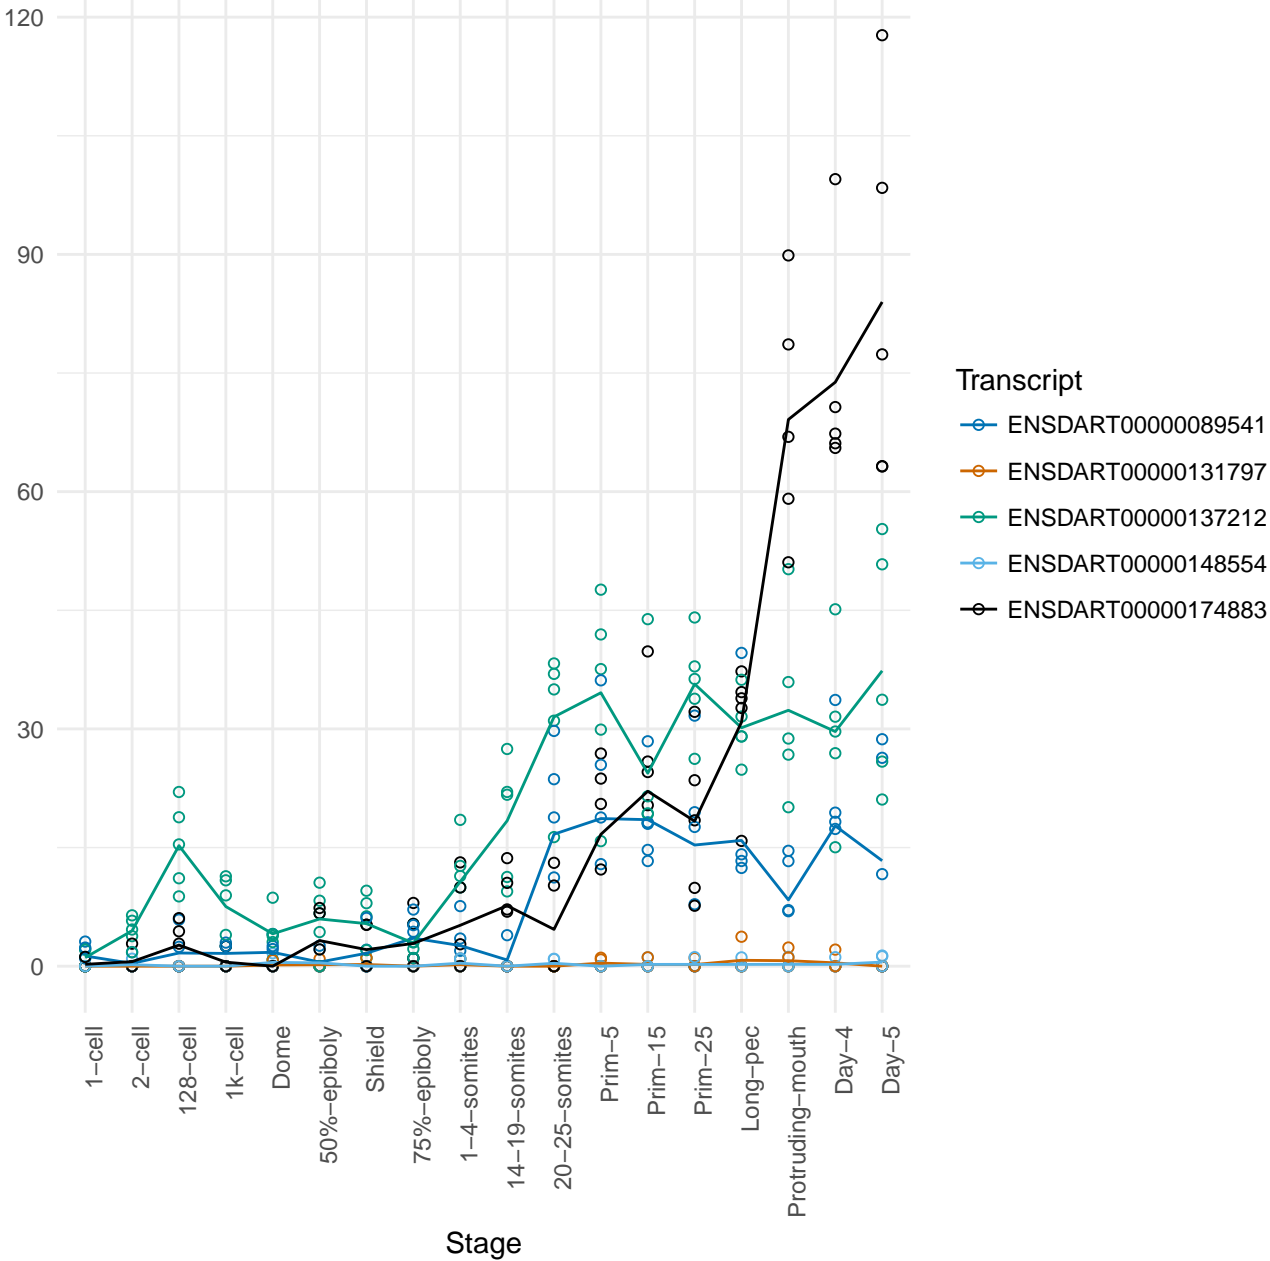 120
90
60
30
0
1−cell
2−cell
128−cell
1k−cell
Dome
50%−epiboly
Shield
75%−epiboly
1−4−somites
14−19−somites
20−25−somites
Prim−5
Prim−15
Prim−25
Long−pec
Protruding−mouth
Day−4
Day−5
Stage
Transcript
ENSDART00000089541
ENSDART00000131797
ENSDART00000137212
ENSDART00000148554
ENSDART00000174883